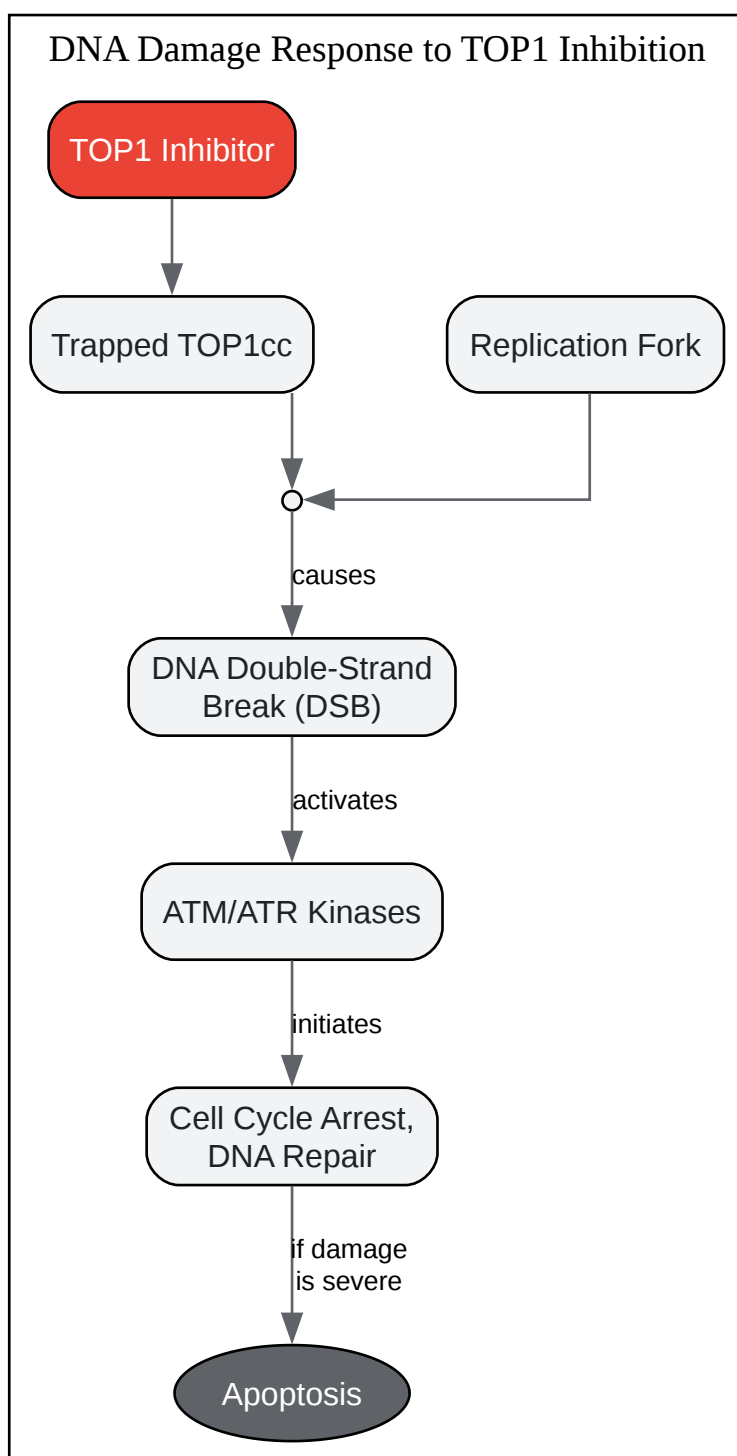 DNA Damage Response to TOP1 Inhibition
TOP1 Inhibitor
Trapped TOP1cc
Replication Fork
causes
DNA Double-Strand
Break (DSB)
activates
ATM/ATR Kinases
initiates
Cell Cycle Arrest,
DNA Repair
if damage
is severe
Apoptosis